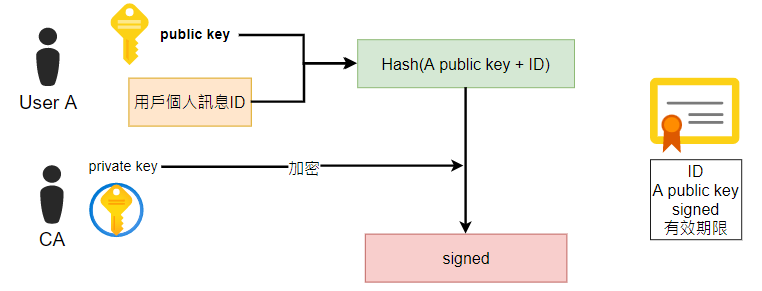 public key
User A
用戶個人訊息ID
Hash(A public key + ID)
private key
加密
CA
signed
ID
A public key
signed
有效期限